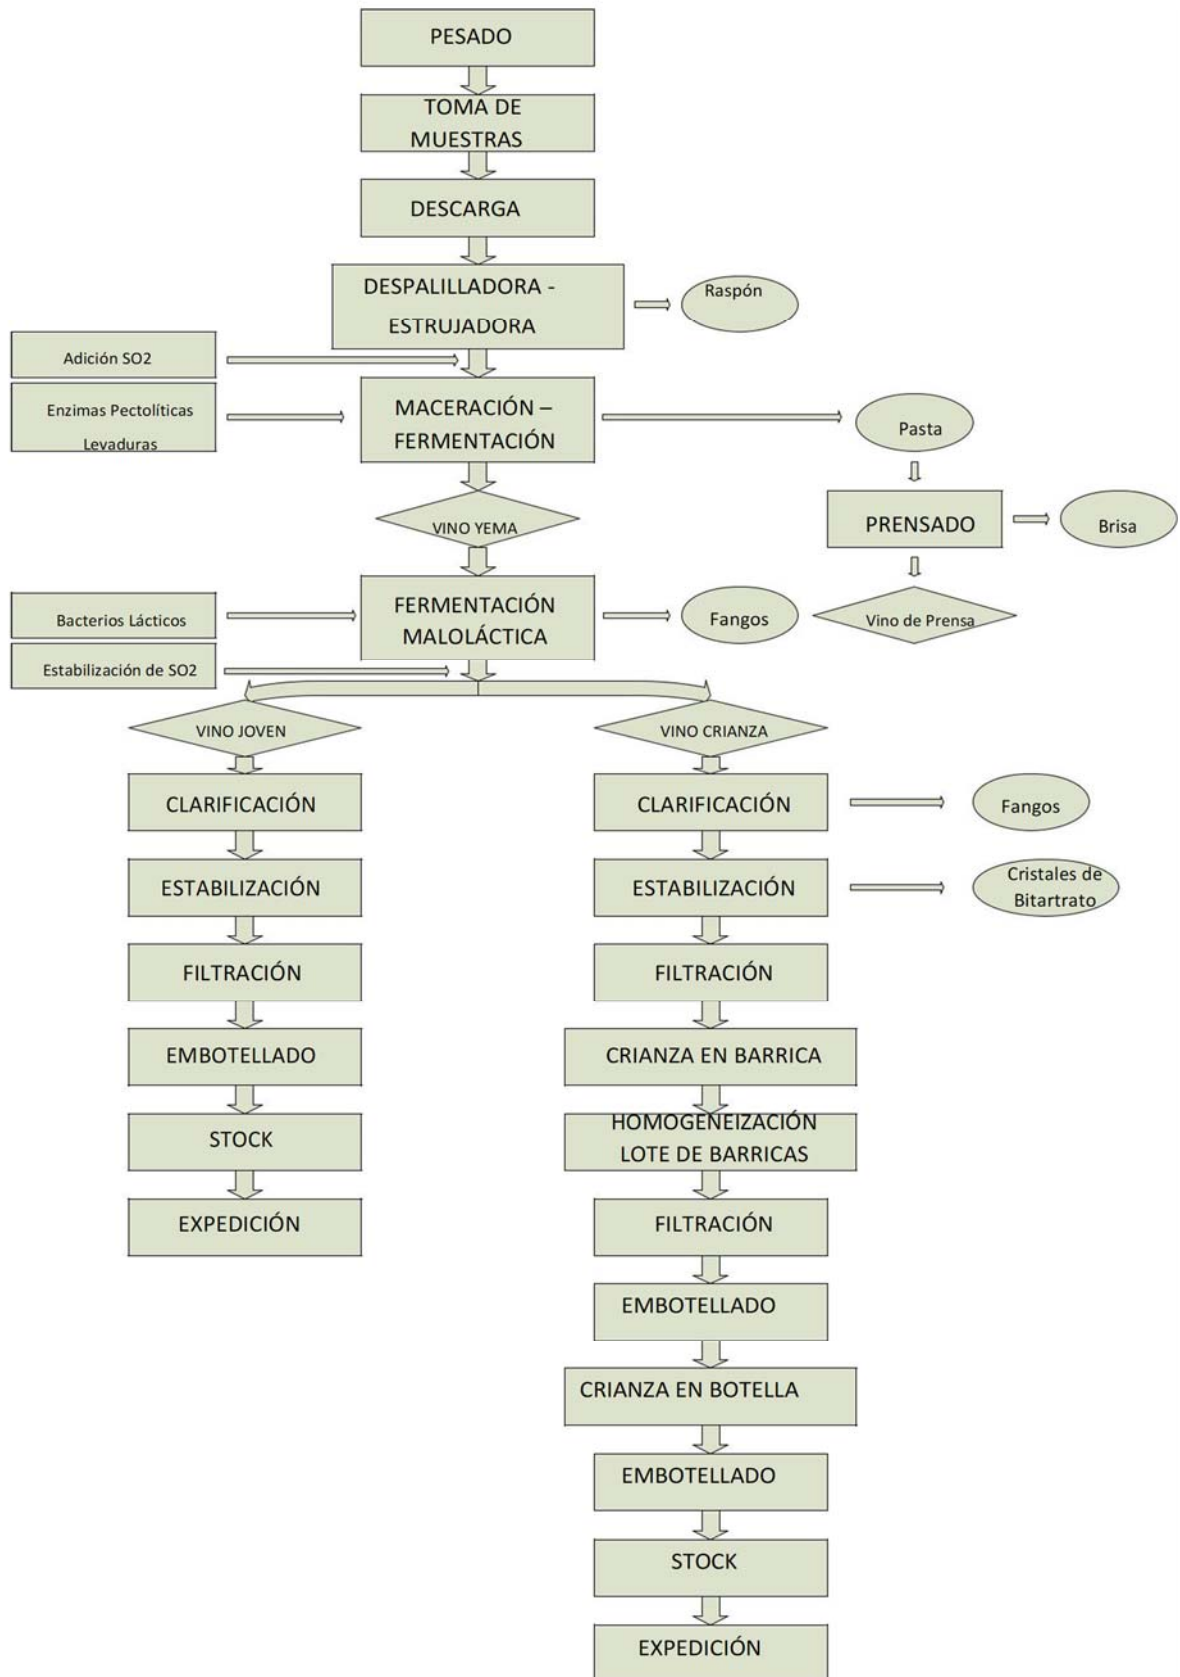 PESADO
TOMA DE
MUESTRAS
DESCARGA
DESPALILLADORA -
ESTRUJADORA
Raspón
Adición SO2
Enzimas Pectolíticas
Levaduras
MACERACIÓN –
FERMENTACIÓN
Pasta
VINO YEMA
PRENSADO
Brisa
Bacterios Lácticos
FERMENTACIÓN
MALOLÁCTICA
Fangos
Vino de Prensa
Estabilización de SO2
VINO JOVEN
VINO CRIANZA
CLARIFICACIÓN
CLARIFICACIÓN
Fangos
ESTABILIZACIÓN
ESTABILIZACIÓN
Cristales de
Bitartrato
FILTRACIÓN
FILTRACIÓN
EMBOTELLADO
CRIANZA EN BARRICA
STOCK
HOMOGENEIZACIÓN
LOTE DE BARRICAS
EXPEDICIÓN
FILTRACIÓN
EMBOTELLADO
CRIANZA EN BOTELLA
EMBOTELLADO
STOCK
EXPEDICIÓN